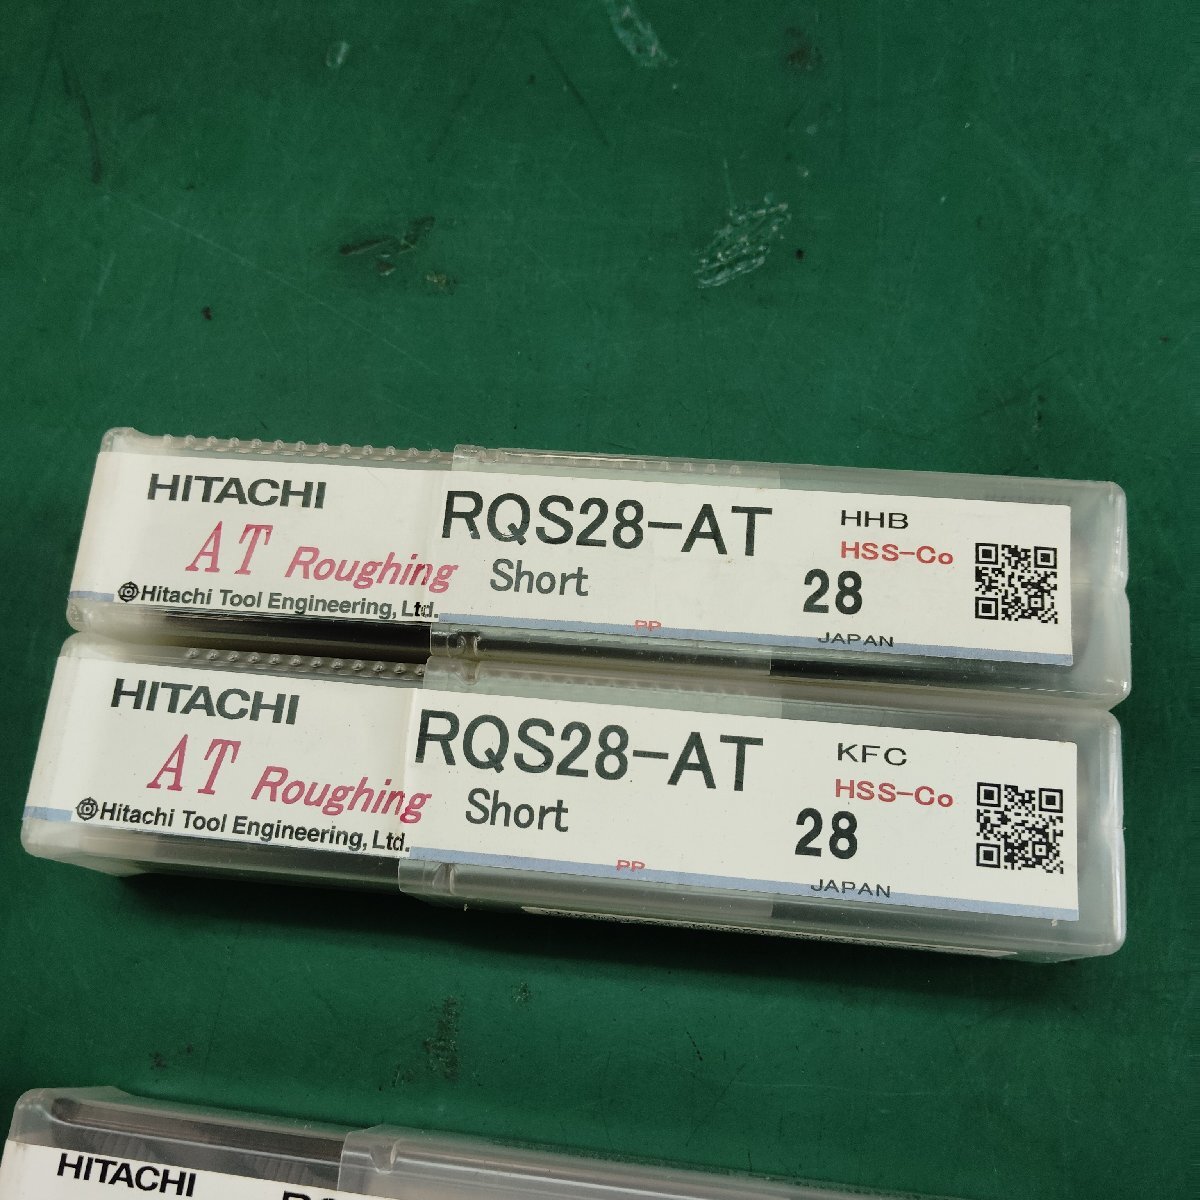 HITACHI
AT Roughing
Hitachi Tool Engineering, Ltd.
RQS28-AT
Short
HHB
HSS-Co
28
PP
JAPAN
HITACHI
AT Roughing
Hitachi Tool Engineering, Ltd.
RQS28-AT
Short
KFC
HSS-Co
28
PP
JAPAN
HITACHI